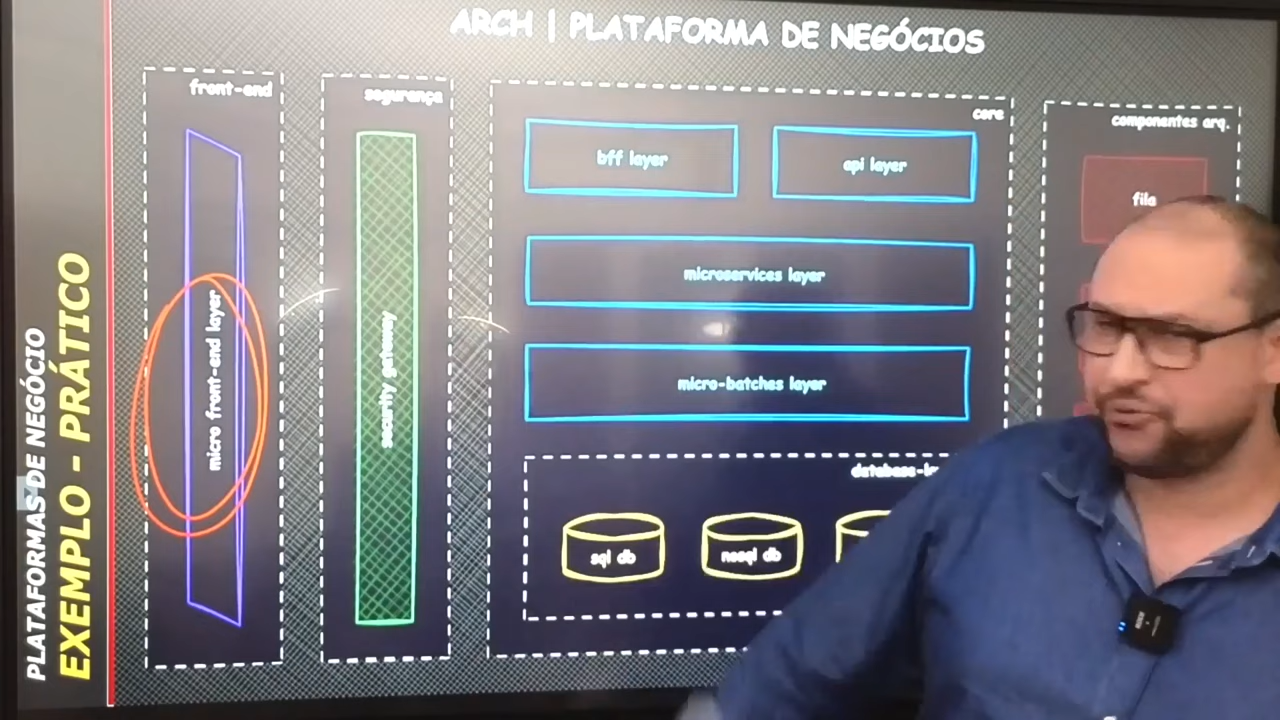 ARCH | PLATAFORMA DE NEGÓCIOS
PLATAFORMAS DE NEGÓCIO
EXEMPLO - PRÁTICO
front-end
micro front-end layer
segurança
security gateway
core
bff layer
api layer
microservices layer
micro-batches layer
sql db
nosql db
componentes arq.
fila